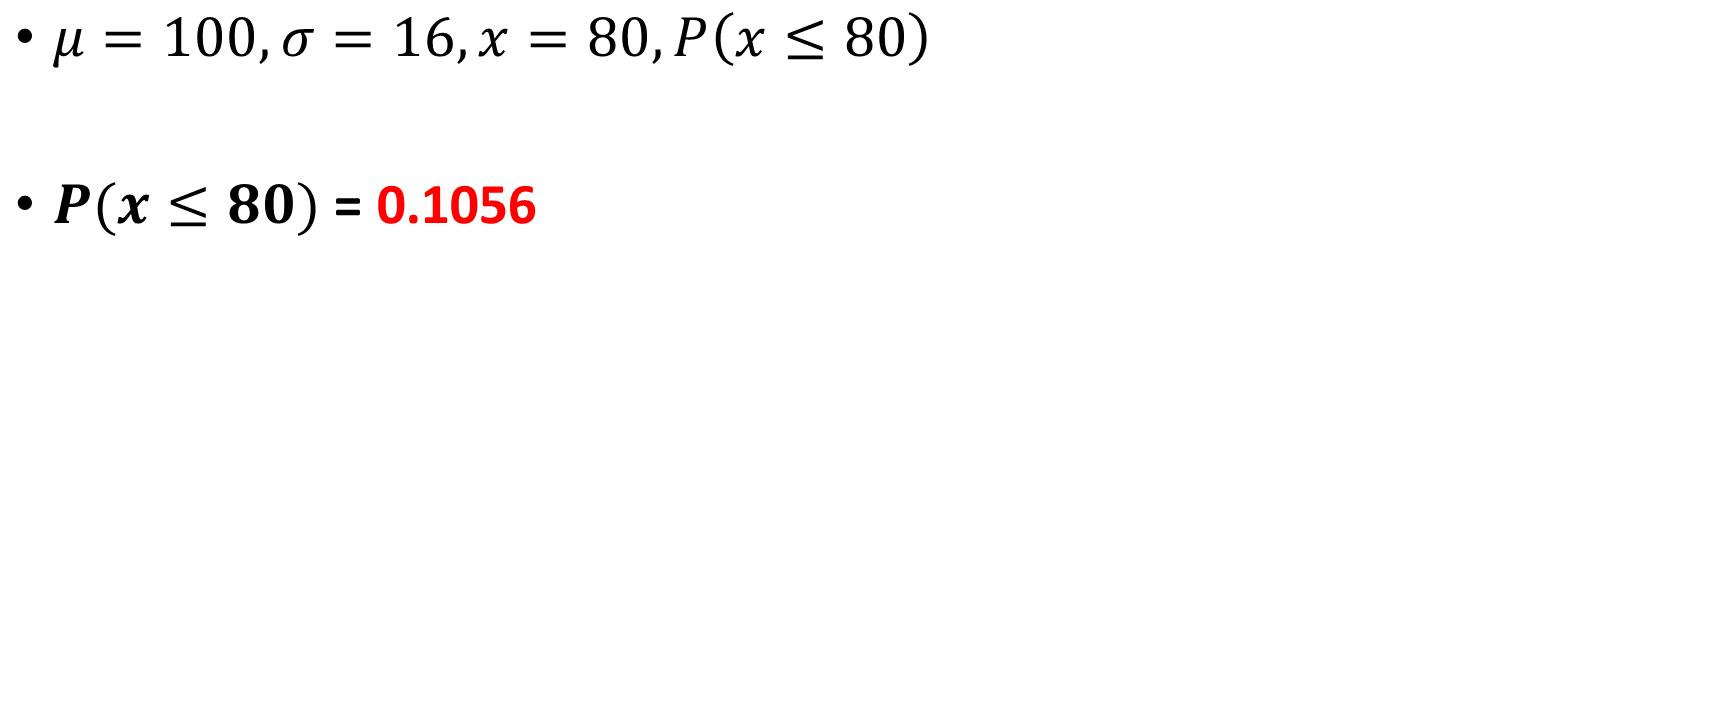 • μ = 100, σ = 16, x = 80, P(x ≤ 80)
• P(x ≤ 80) = 0.1056